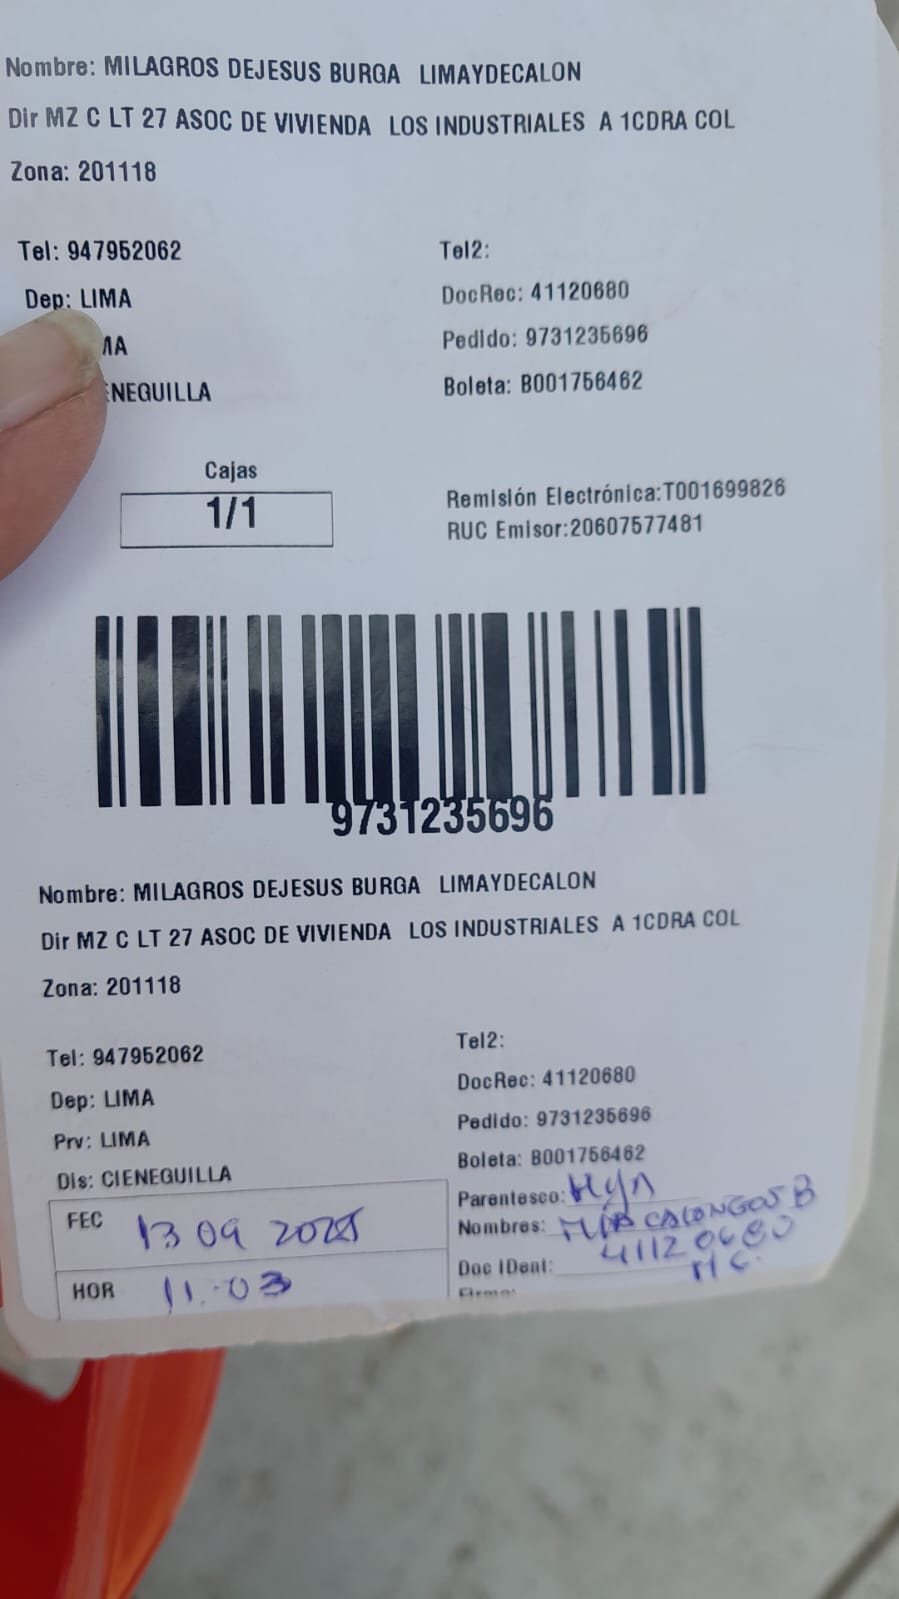 Nombre: MILAGROS DEJESUS BURGA LIMAYDECALON
Dir MZ C LT 27 ASOC DE VIVIENDA LOS INDUSTRIALES A 1CDRA COL
Zona: 201118
Tel: 947952062
Tel2:
Dep: LIMA
DocRec: 41120680
MA
Pedido: 9731235696
ENEGUILLA
Boleta: B001756462
Cajas
1/1
Remisión Electrónica:T001699826
RUC Emisor:20607577481
9731235696
Nombre: MILAGROS DEJESUS BURGA LIMAYDECALON
Dir MZ C LT 27 ASOC DE VIVIENDA LOS INDUSTRIALES A 1CDRA COL
Zona: 201118
Tel: 947952062
Tel2:
Dep: LIMA
DocRec: 41120680
Prv: LIMA
Pedido: 9731235696
Dis: CIENEGUILLA
Boleta: B001756462
Parentesco:
FEC 13 09 2025
Nombres:
41120680
Doc IDent:
HOR 11:03
Firma: